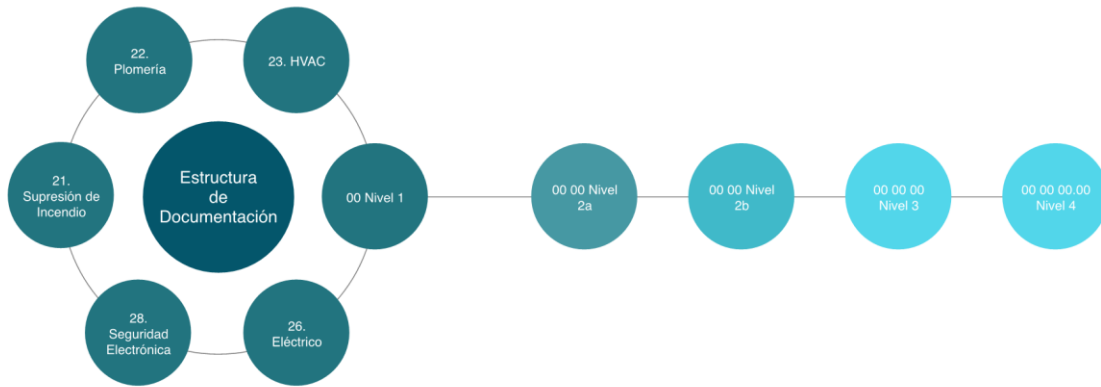 22.
Plomería
23. HVAC
21.
Supresión de
Incendio
Estructura
de
Documentación
00 Nivel 1
00 00 Nivel
2a
00 00 Nivel
2b
00 00 00
Nivel 3
00 00 00.00
Nivel 4
28.
Seguridad
Electrónica
26.
Eléctrico